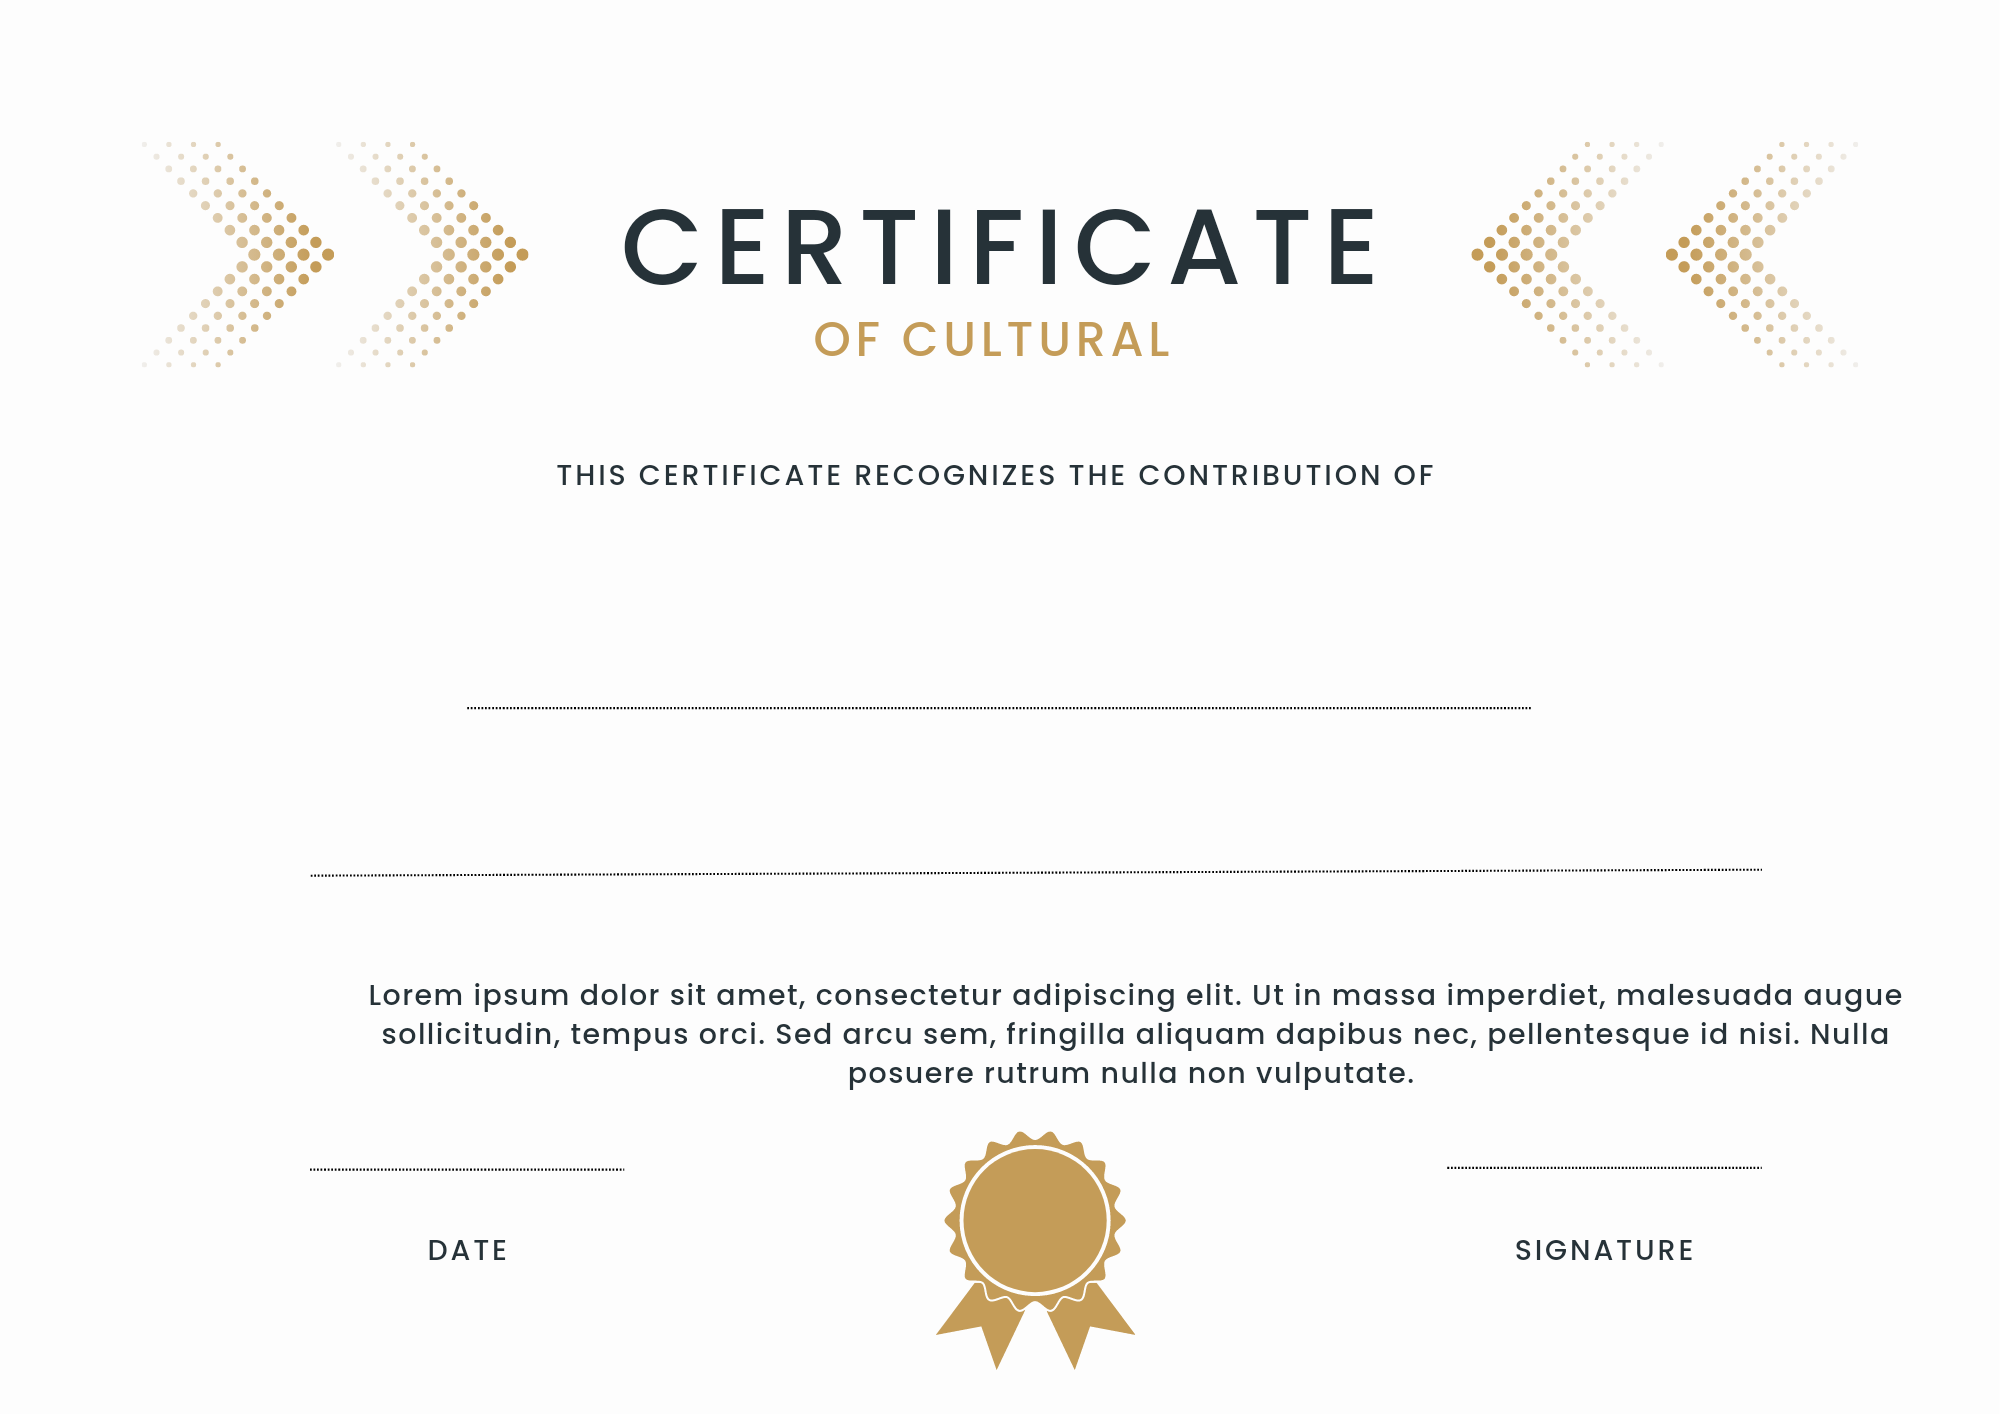 CERTIFICATE
OF CULTURAL
THIS CERTIFICATE RECOGNIZES THE CONTRIBUTION OF
Lorem ipsum dolor sit amet, consectetur adipiscing elit. Ut in massa imperdiet, malesuada augue
sollicitudin, tempus orci. Sed arcu sem, fringilla aliquam dapibus nec, pellentesque id nisi. Nulla
posuere rutrum nulla non vulputate.
DATE
SIGNATURE